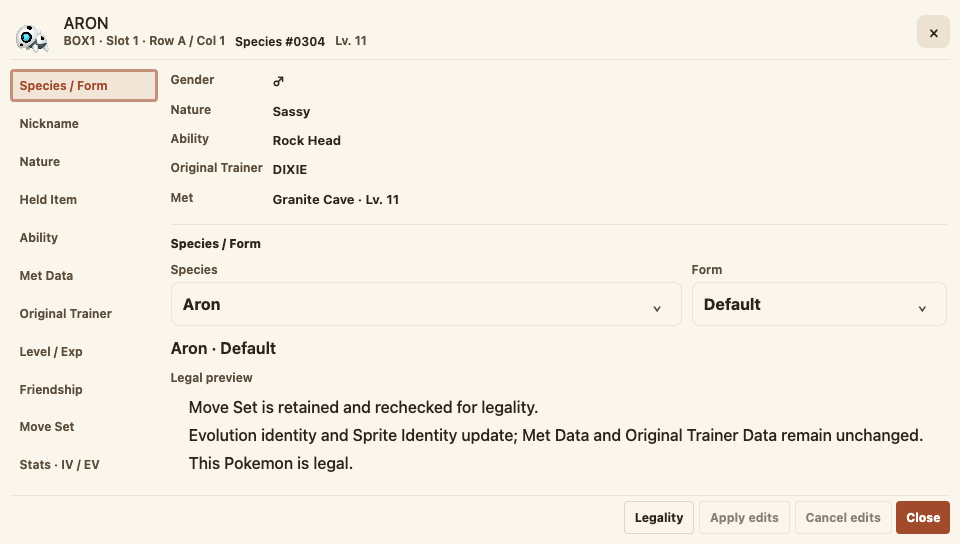 ARON
BOX1 · Slot 1 · Row A / Col 1 Species #0304 Lv. 11
×
Species / Form
Nickname
Nature
Held Item
Ability
Met Data
Original Trainer
Level / Exp
Friendship
Move Set
Stats · IV / EV
Gender ♂
Nature Sassy
Ability Rock Head
Original Trainer DIXIE
Met Granite Cave · Lv. 11
Species / Form
Species Form
Aron Default
Aron · Default
Legal preview
Move Set is retained and rechecked for legality.
Evolution identity and Sprite Identity update; Met Data and Original Trainer Data remain unchanged.
This Pokemon is legal.
Legality Apply edits Cancel edits Close